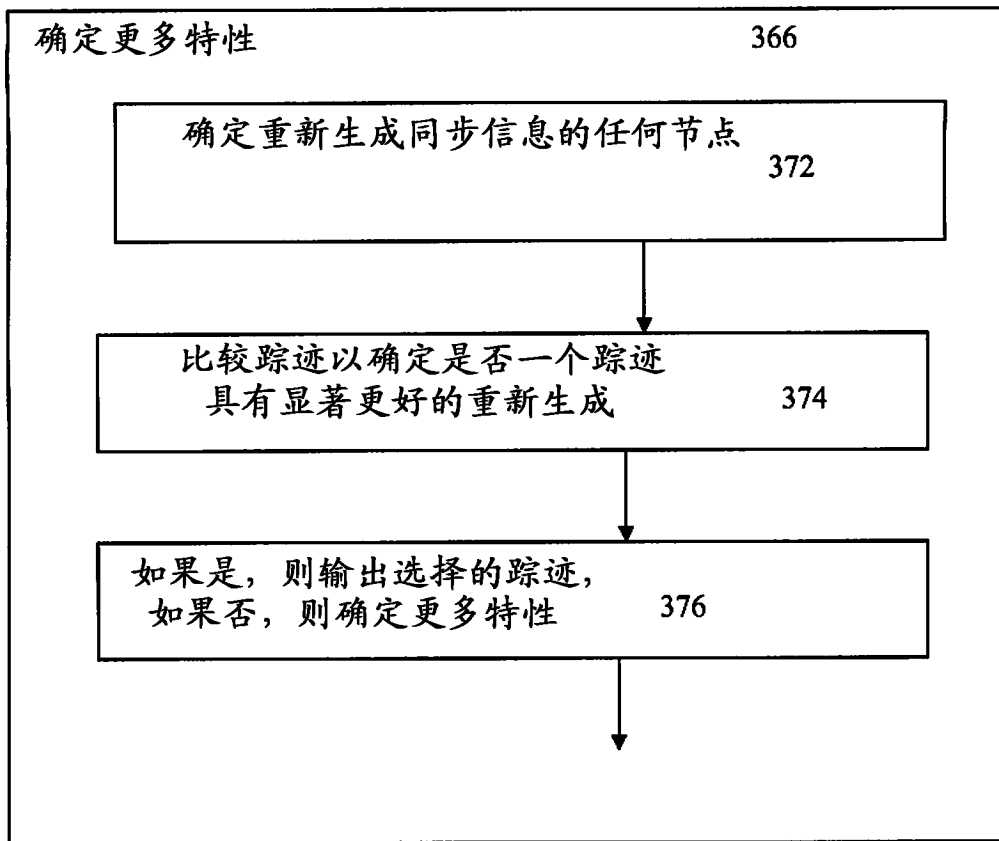 确定更多特性 366
确定重新生成同步信息的任何节点
372
比较踪迹以确定是否一个踪迹
具有显著更好的重新生成 374
如果是，则输出选择的踪迹，
如果否，则确定更多特性 376